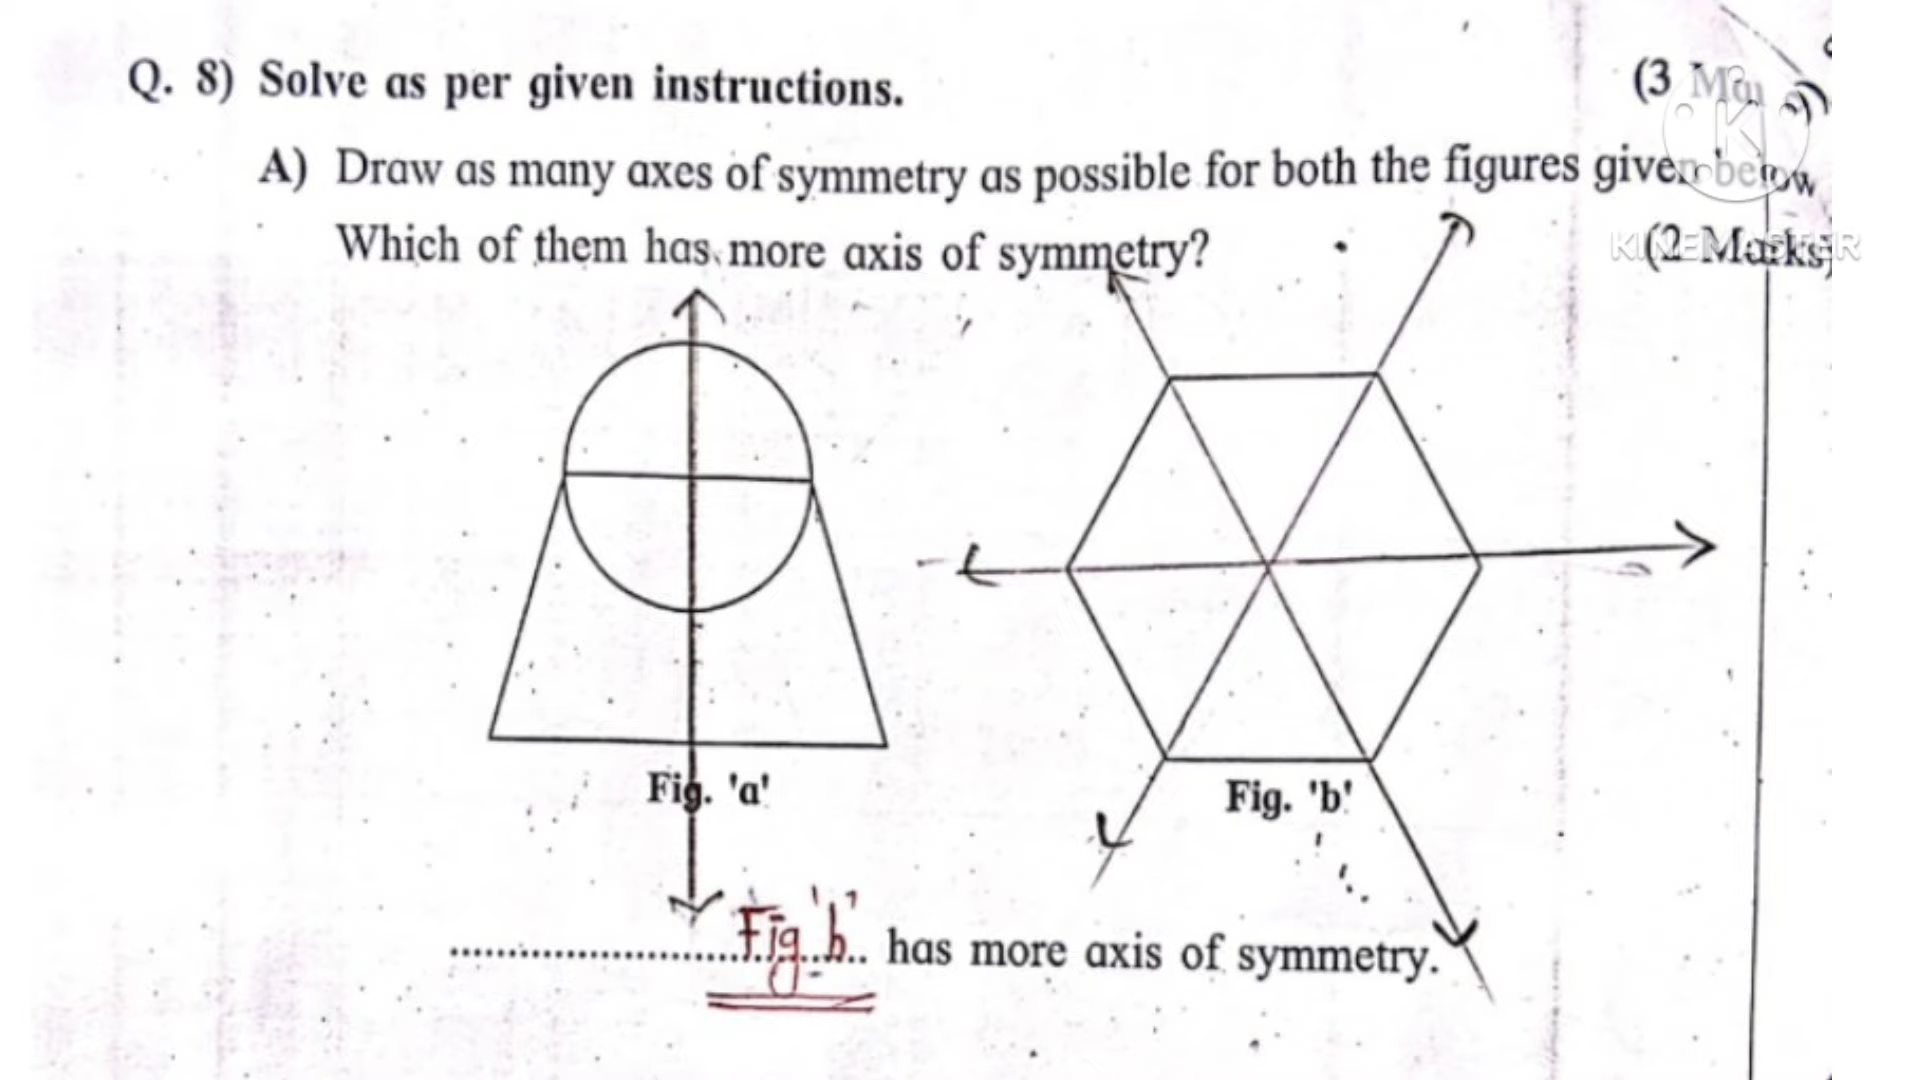 Q. 8) Solve as per given instructions.
A) Draw as many axes of symmetry as possible for both the figures given below
Which of them has more axis of symmetry? (2 Marks)
Fig. 'a'
Fig. 'b'
.......................... Fig 'b' .. has more axis of symmetry.
K
KINEMASTER